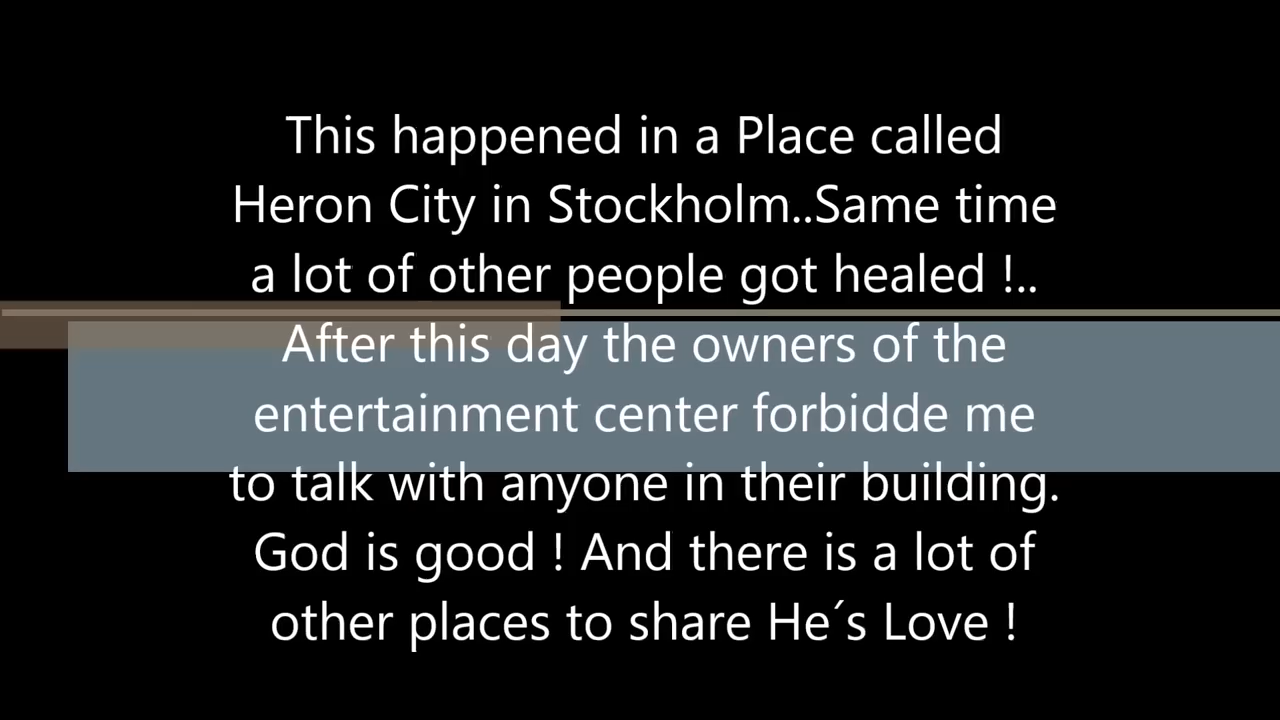 This happened in a Place called
Heron City in Stockholm..Same time
a lot of other people got healed !..
After this day the owners of the
entertainment center forbidde me
to talk with anyone in their building.
God is good ! And there is a lot of
other places to share He´s Love !